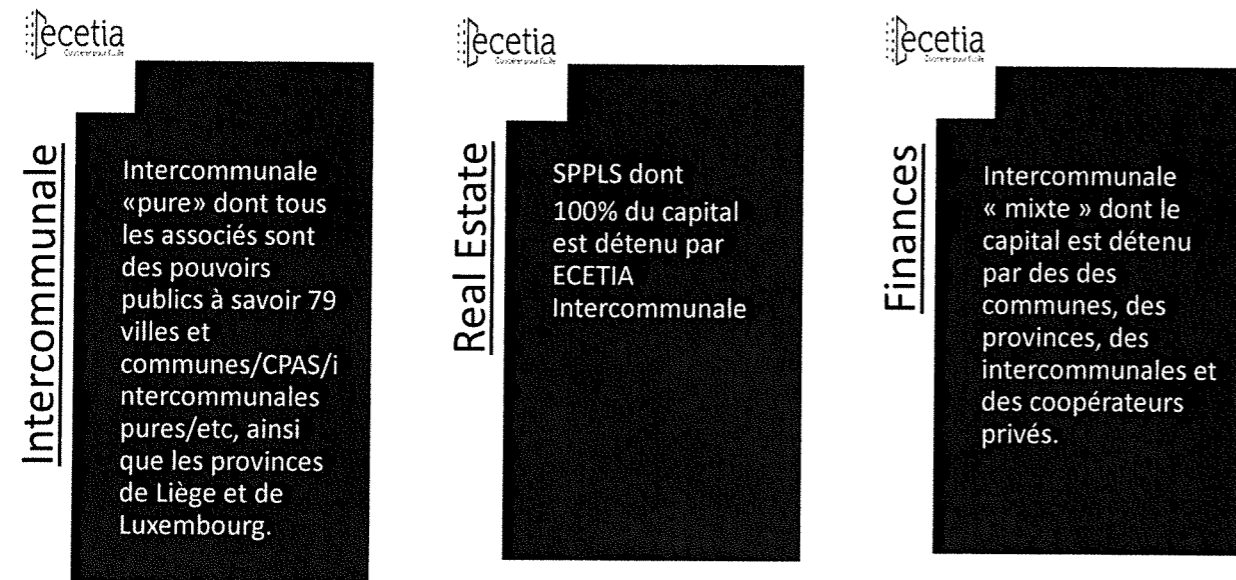 ecetia
Intercommunale
Intercommunale
«pure» dont tous
les associés sont
des pouvoirs
publics à savoir 79
villes et
communes/CPAS/i
ntercommunales
pures/etc, ainsi
que les provinces
de Liège et de
Luxembourg.
ecetia
Real Estate
SPPLS dont
100% du capital
est détenu par
ECETIA
Intercommunale
ecetia
Finances
Intercommunale
« mixte » dont le
capital est détenu
par des des
communes, des
provinces, des
intercommunales et
des coopérateurs
privés.